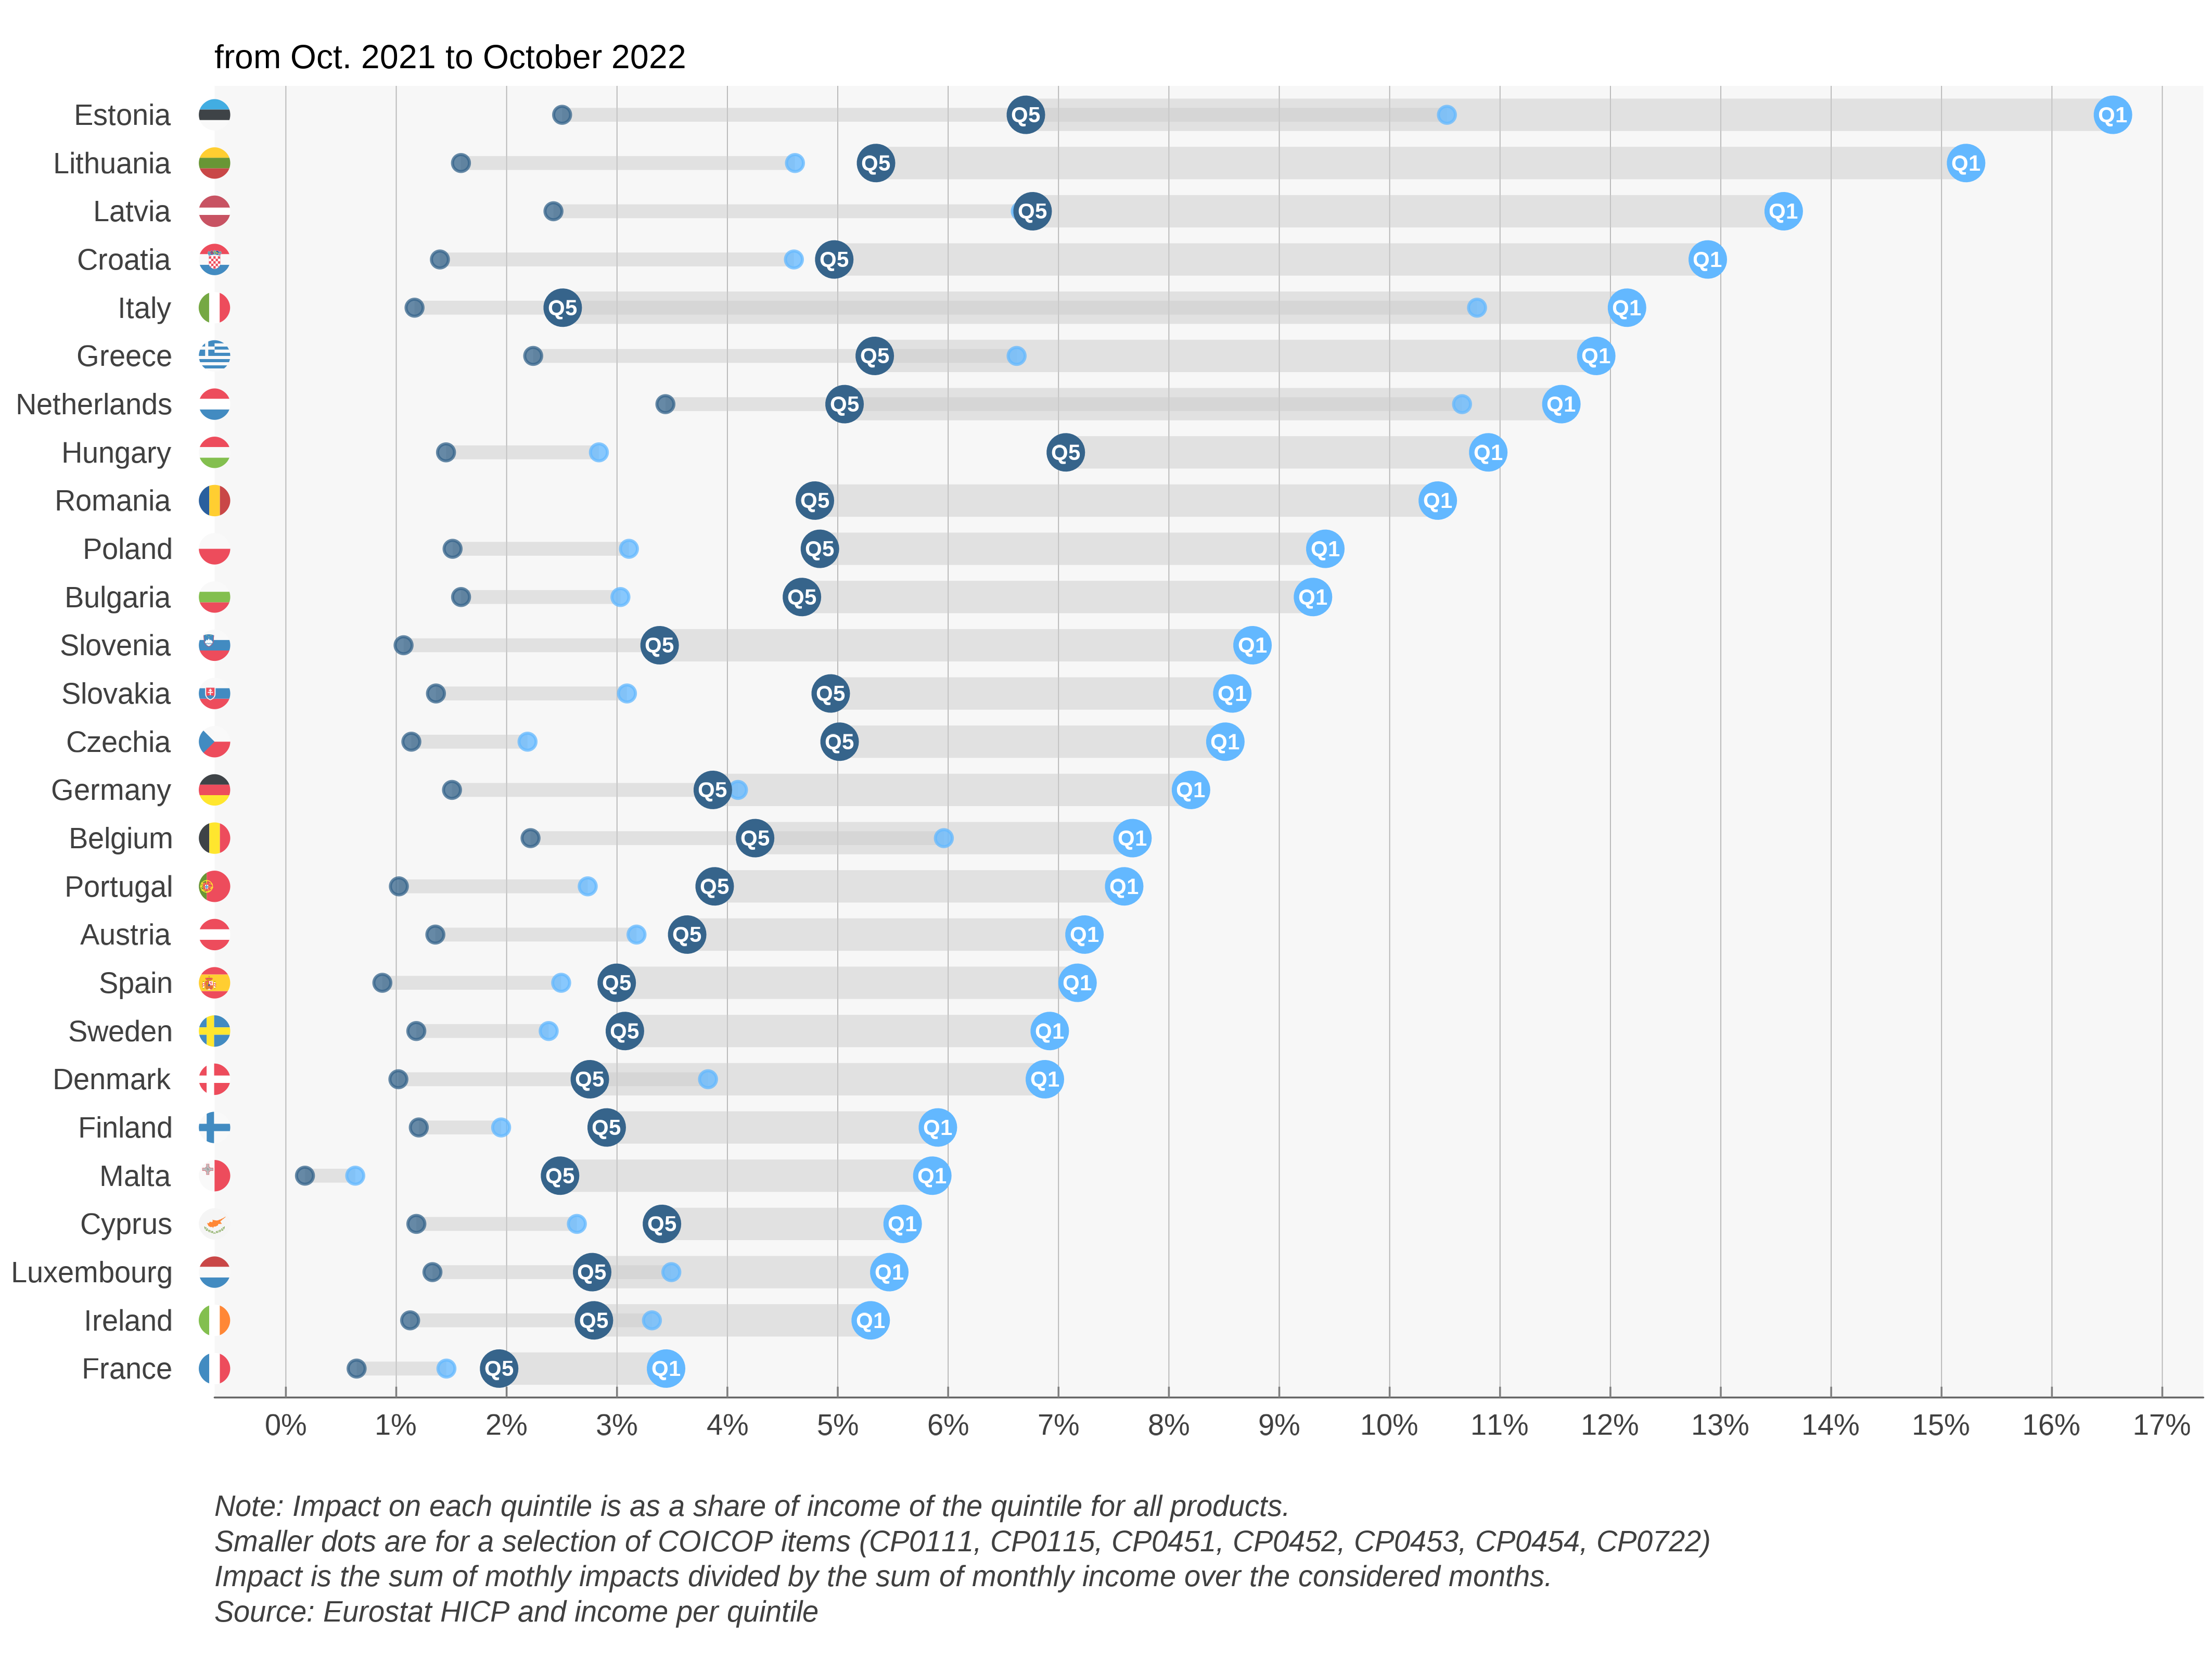 from Oct. 2021 to October 2022
Estonia Q5 Q1
Lithuania Q5 Q1
Latvia Q5 Q1
Croatia Q5 Q1
Italy Q5 Q1
Greece Q5 Q1
Netherlands Q5 Q1
Hungary Q5 Q1
Romania Q5 Q1
Poland Q5 Q1
Bulgaria Q5 Q1
Slovenia Q5 Q1
Slovakia Q5 Q1
Czechia Q5 Q1
Germany Q5 Q1
Belgium Q5 Q1
Portugal Q5 Q1
Austria Q5 Q1
Spain Q5 Q1
Sweden Q5 Q1
Denmark Q5 Q1
Finland Q5 Q1
Malta Q5 Q1
Cyprus Q5 Q1
Luxembourg Q5 Q1
Ireland Q5 Q1
France Q5 Q1
0% 1% 2% 3% 4% 5% 6% 7% 8% 9% 10% 11% 12% 13% 14% 15% 16% 17%
Note: Impact on each quintile is as a share of income of the quintile for all products.
Smaller dots are for a selection of COICOP items (CP0111, CP0115, CP0451, CP0452, CP0453, CP0454, CP0722)
Impact is the sum of mothly impacts divided by the sum of monthly income over the considered months.
Source: Eurostat HICP and income per quintile